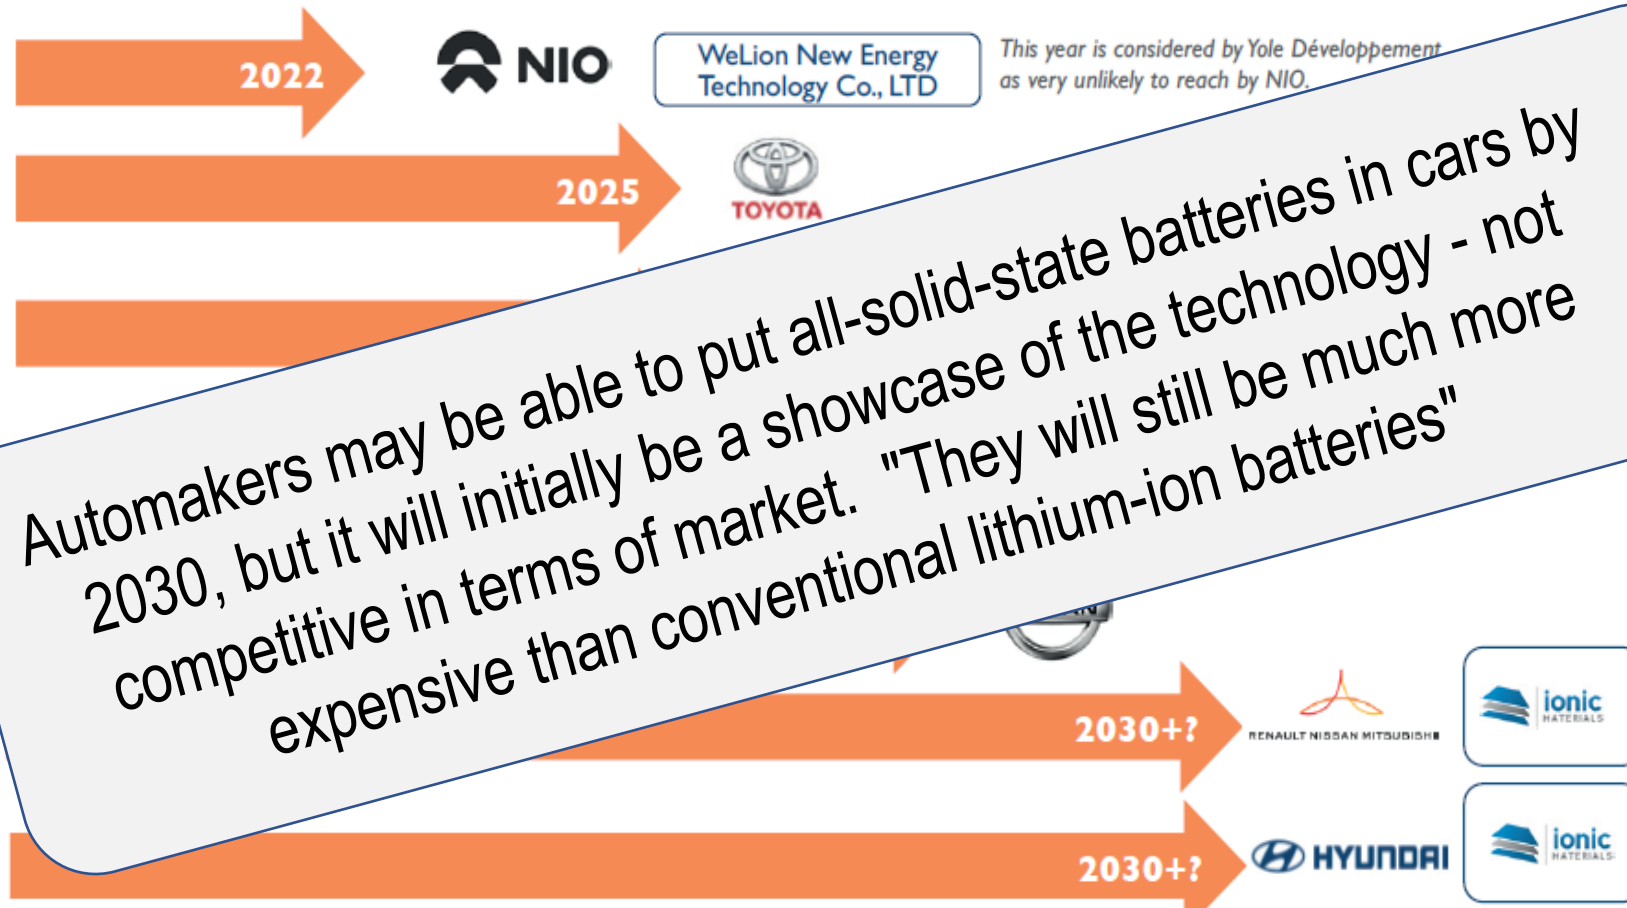 2022
NIO
WeLion New Energy
Technology Co., LTD
This year is considered by Yole Développement
as very unlikely to reach by NIO.
2025
TOYOTA
Automakers may be able to put all-solid-state batteries in cars by
2030, but it will initially be a showcase of the technology - not
competitive in terms of market. "They will still be much more
expensive than conventional lithium-ion batteries"
2030+?
RENAULT NISSAN MITSUBISHI
ionic
MATERIALS
2030+?
HYUNDAI
ionic
MATERIALS